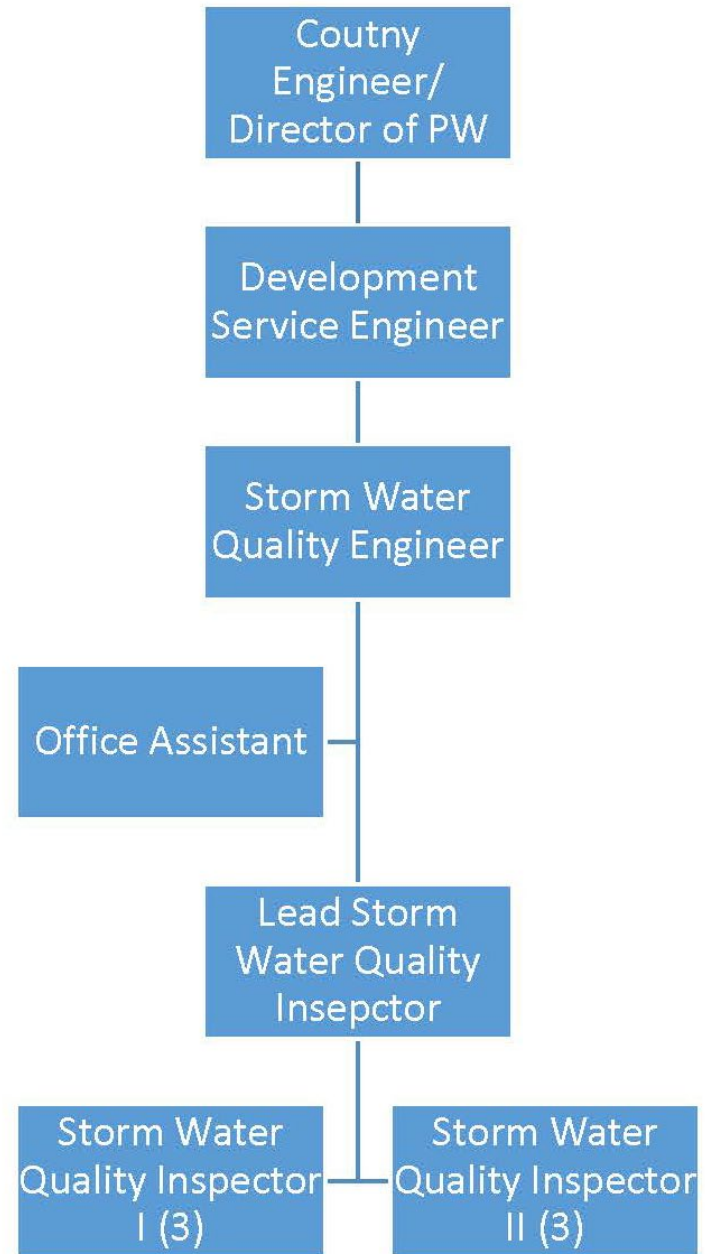 Coutny
Engineer/
Director of PW
Development
Service Engineer
Storm Water
Quality Engineer
Office Assistant
Lead Storm
Water Quality
Insepctor
Storm Water
Quality Inspector
I (3)
Storm Water
Quality Inspector
II (3)